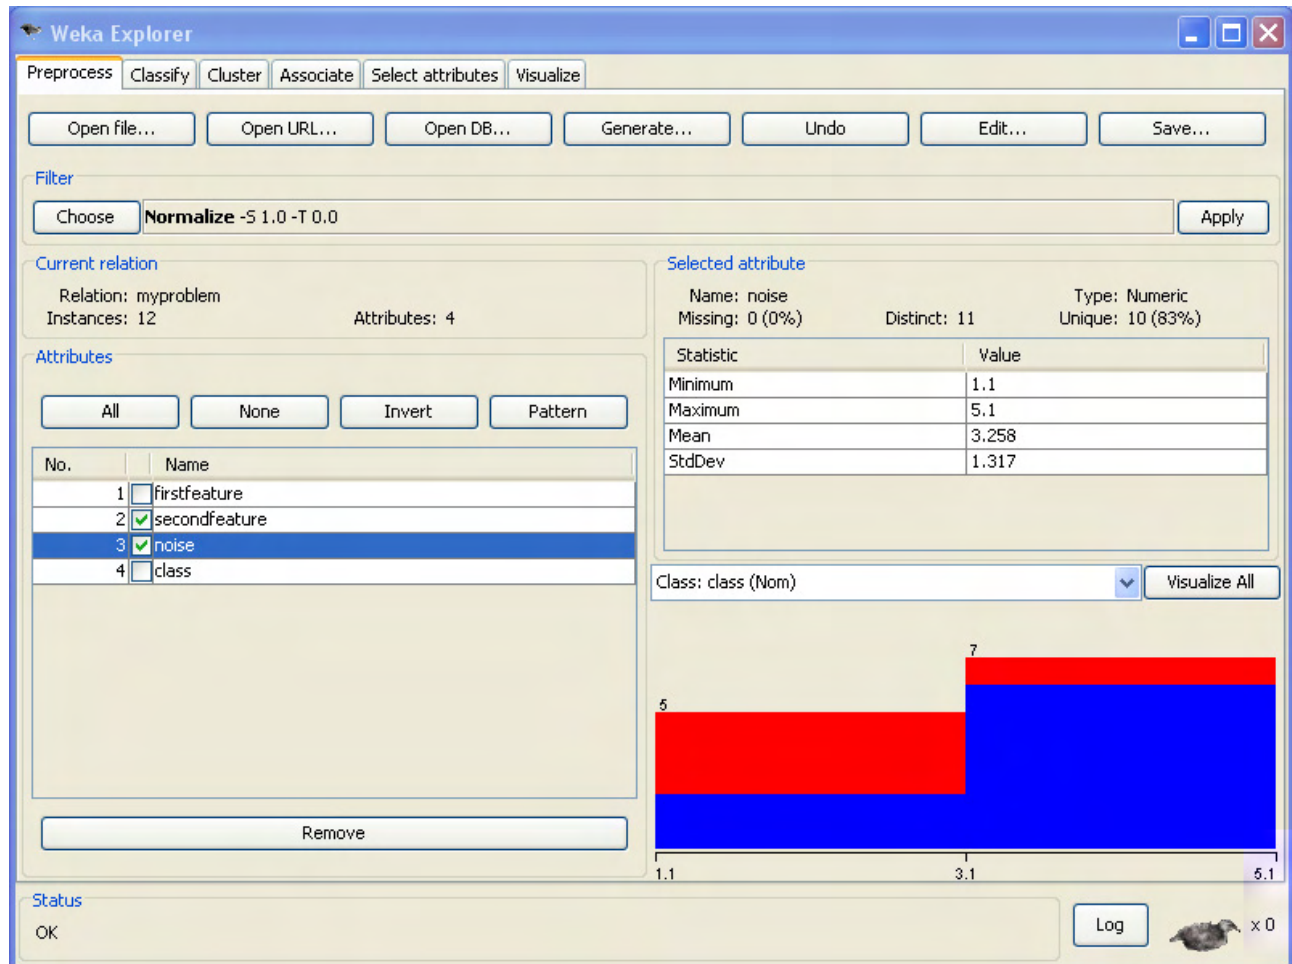 Weka Explorer
Preprocess Classify Cluster Associate Select attributes Visualize
Open file... Open URL... Open DB... Generate... Undo Edit... Save...
Filter
Choose Normalize -S 1.0 -T 0.0 Apply
Current relation
Relation: myproblem
Instances: 12 Attributes: 4
Selected attribute
Name: noise Type: Numeric
Missing: 0 (0%) Distinct: 11 Unique: 10 (83%)
Statistic Value
Minimum 1.1
Maximum 5.1
Mean 3.258
StdDev 1.317
Attributes
All None Invert Pattern
No. Name
1 firstfeature
2 secondfeature
3 noise
4 class
Remove
Class: class (Nom) Visualize All
5 7
1.1 3.1 5.1
Status
OK
Log x 0